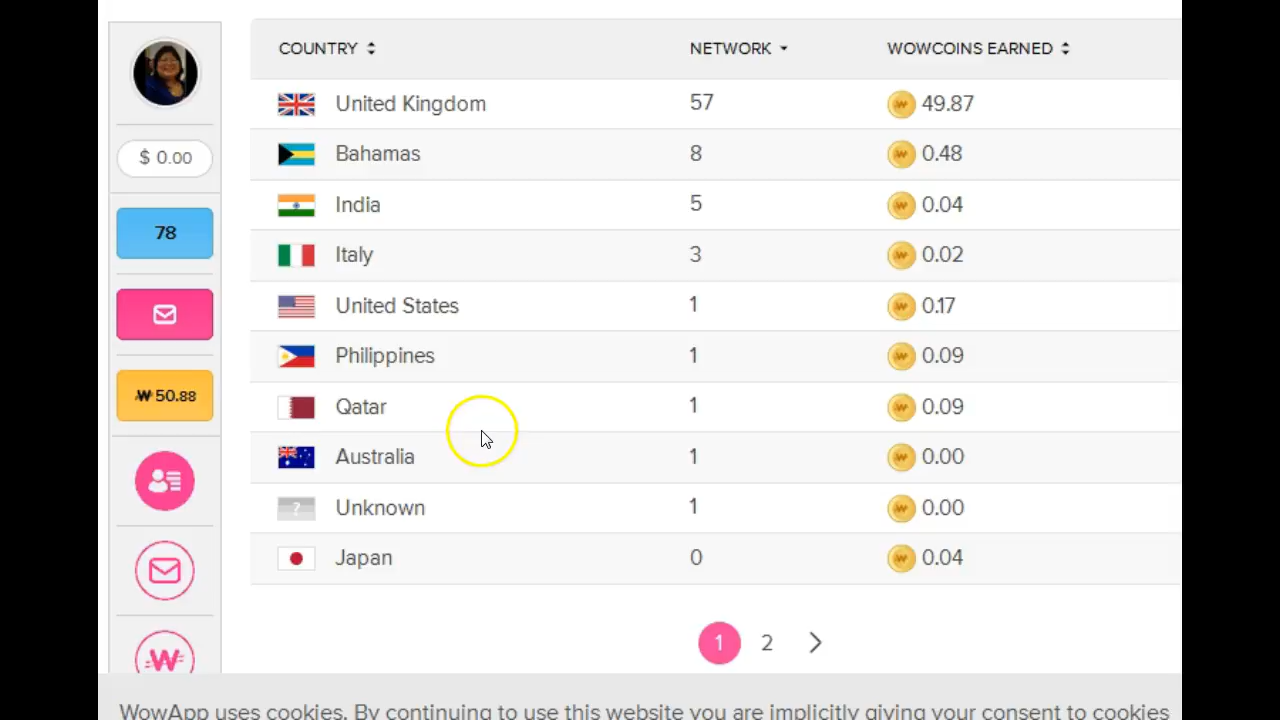 COUNTRY NETWORK WOWCOINS EARNED
$ 0.00
78
W 50.88
United Kingdom 57 49.87
Bahamas 8 0.48
India 5 0.04
Italy 3 0.02
United States 1 0.17
Philippines 1 0.09
Qatar 1 0.09
Australia 1 0.00
? Unknown 1 0.00
Japan 0 0.04
W
1 2
WowApp uses cookies. By continuing to use this website you are implicitly giving your consent to cookies